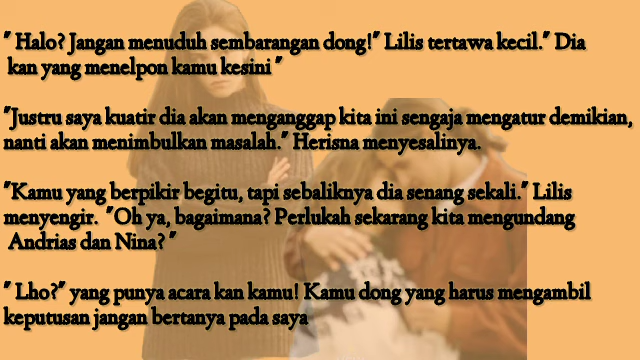 " Halo? Jangan menuduh sembarangan dong!" Lilis tertawa kecil." Dia
kan yang menelpon kamu kesini "
"Justru saya kuatir dia akan menganggap kita ini sengaja mengatur demikian,
nanti akan menimbulkan masalah." Herisna menyesalinya.
"Kamu yang berpikir begitu, tapi sebaliknya dia senang sekali." Lilis
menyengir. "Oh ya, bagaimana? Perlukah sekarang kita mengundang
Andrias dan Nina? "
" Lho?" yang punya acara kan kamu! Kamu dong yang harus mengambil
keputusan jangan bertanya pada saya